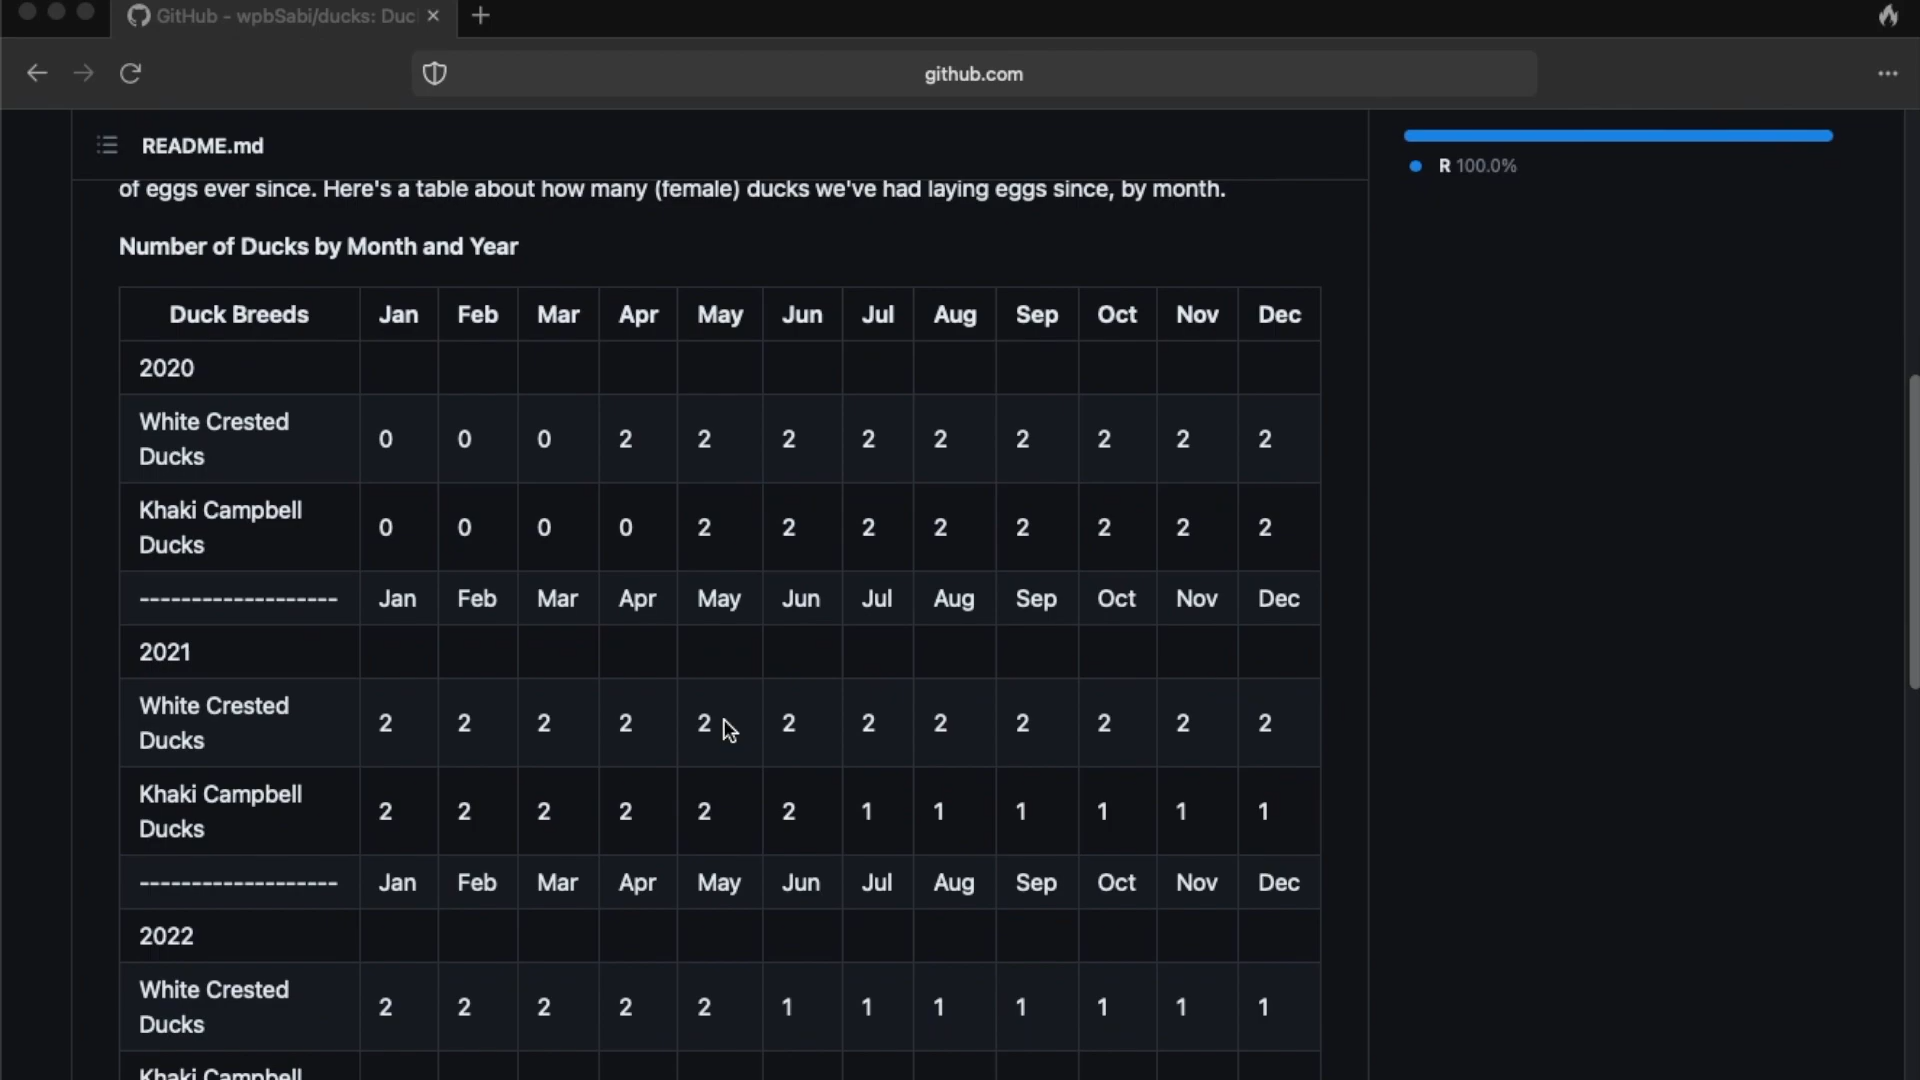 GitHub - wpbSabi/ducks: Duc
github.com
README.md
R 100.0%
of eggs ever since. Here's a table about how many (female) ducks we've had laying eggs since, by month.
Number of Ducks by Month and Year
Duck Breeds Jan Feb Mar Apr May Jun Jul Aug Sep Oct Nov Dec
2020
White Crested
Ducks
0 0 0 2 2 2 2 2 2 2 2 2
Khaki Campbell
Ducks
0 0 0 0 2 2 2 2 2 2 2 2
------------------- Jan Feb Mar Apr May Jun Jul Aug Sep Oct Nov Dec
2021
White Crested
Ducks
2 2 2 2 2 2 2 2 2 2 2 2
Khaki Campbell
Ducks
2 2 2 2 2 2 1 1 1 1 1 1
------------------- Jan Feb Mar Apr May Jun Jul Aug Sep Oct Nov Dec
2022
White Crested
Ducks
2 2 2 2 2 1 1 1 1 1 1 1
Khaki Campbell